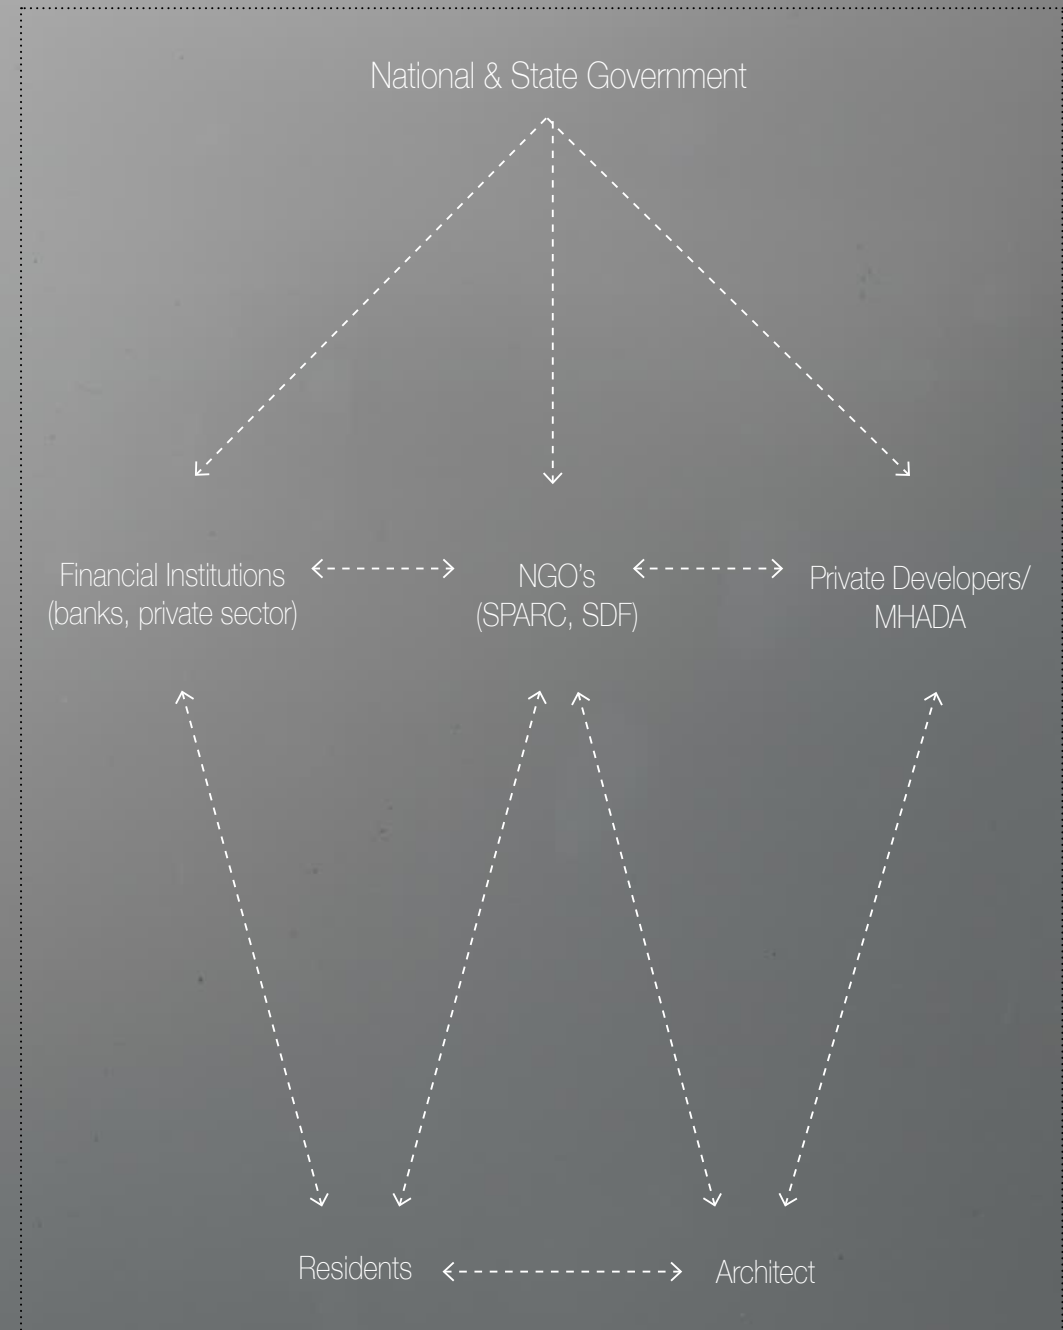 National & State Government
Financial Institutions
(banks, private sector)
NGO's
(SPARC, SDF)
Private Developers/
MHADA
Residents
Architect